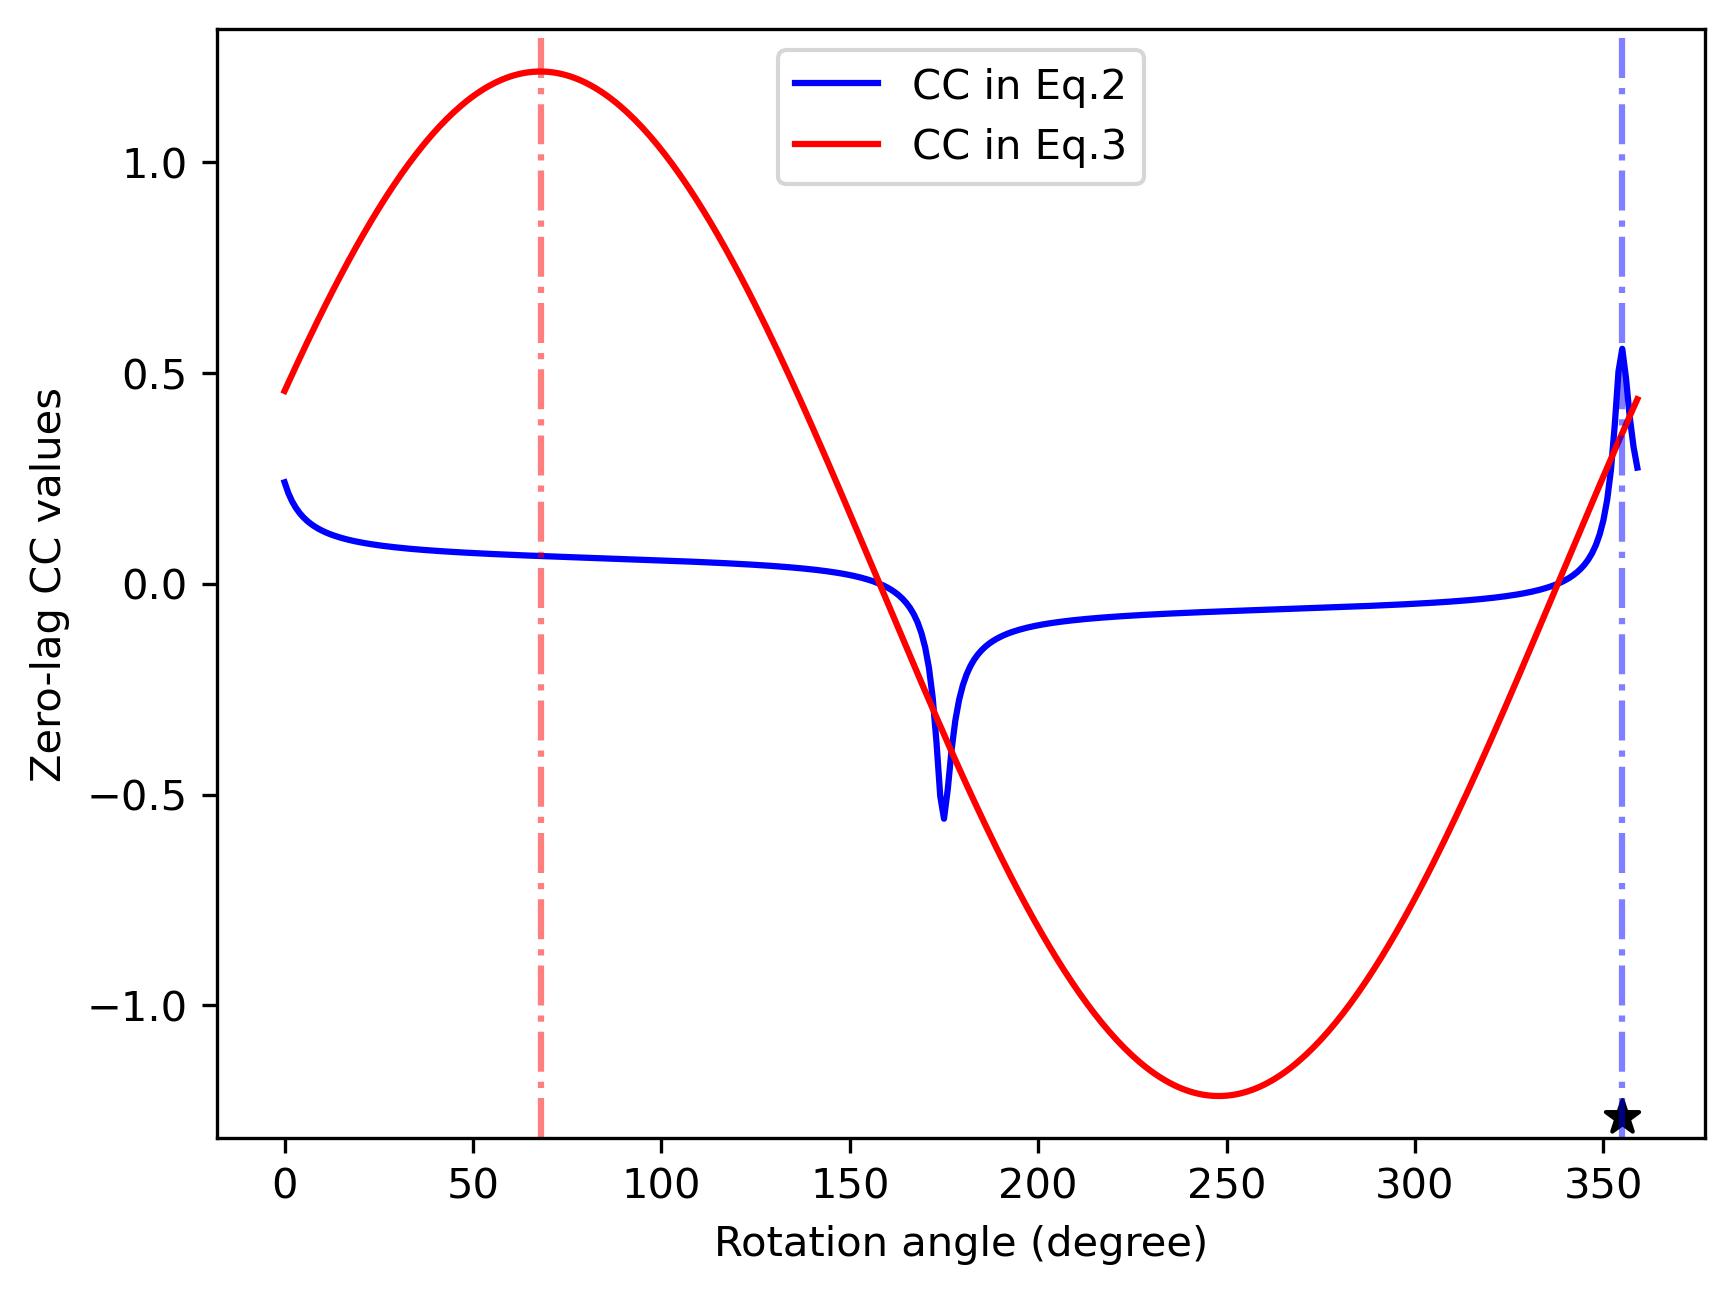 CC in Eq.2
CC in Eq.3
Zero-lag CC values
1.0
0.5
0.0
−0.5
−1.0
0 50 100 150 200 250 300 350
Rotation angle (degree)